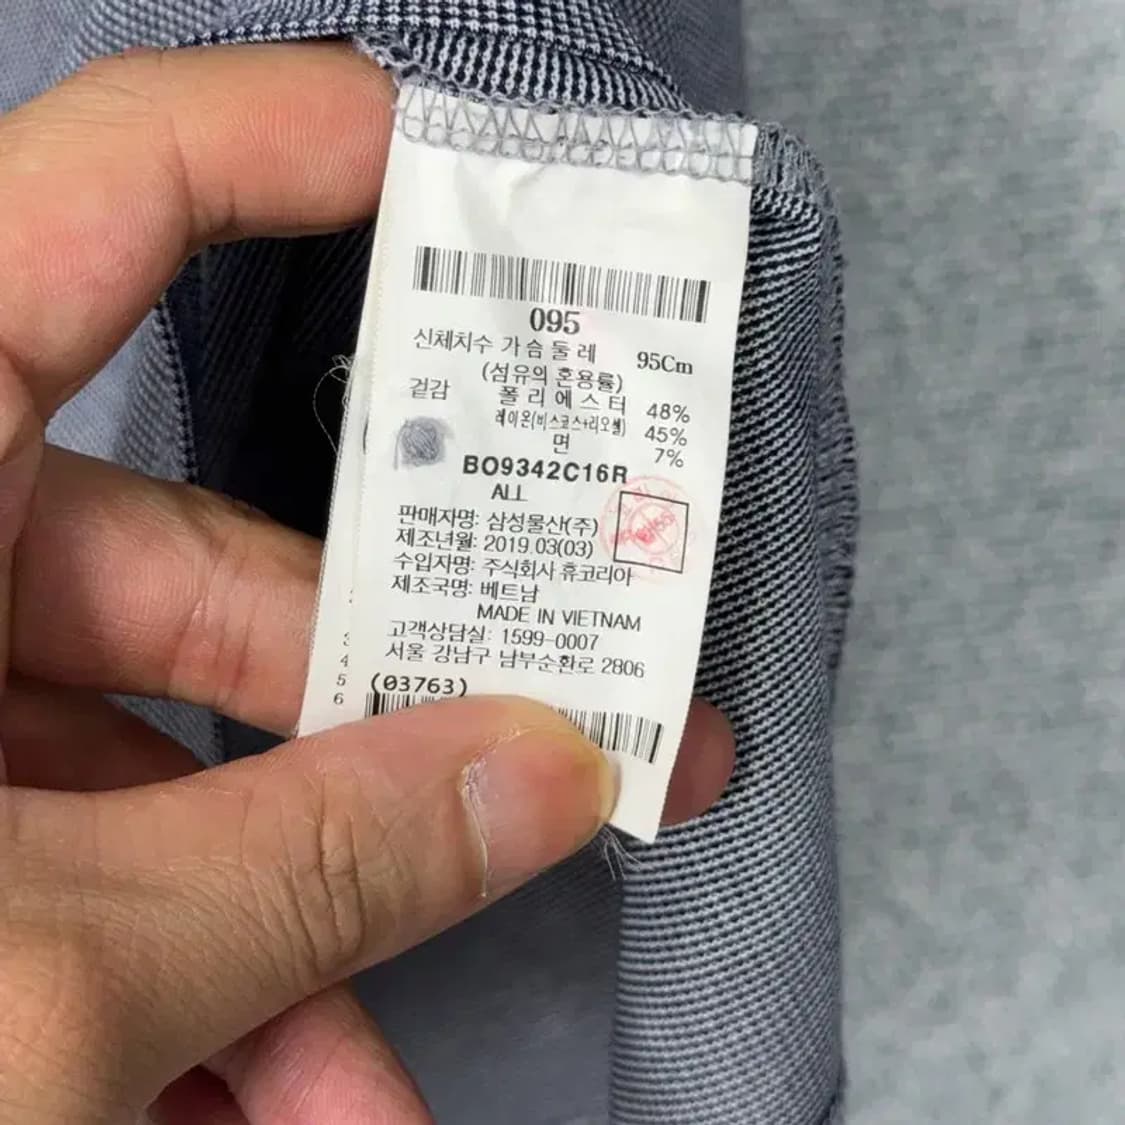 095
신체치수 가슴둘레 95Cm
(섬유의 혼용률)
겉감 폴리에스터 48%
레이온(비스코스+리오셀) 45%
면 7%
BO9342C16R
ALL
판매자명: 삼성물산(주)
제조년월: 2019.03(03)
수입자명: 주식회사 휴코리아
제조국명: 베트남
MADE IN VIETNAM
고객상담실: 1599-0007
서울 강남구 남부순환로 2806
(03763)
3
4
5
6